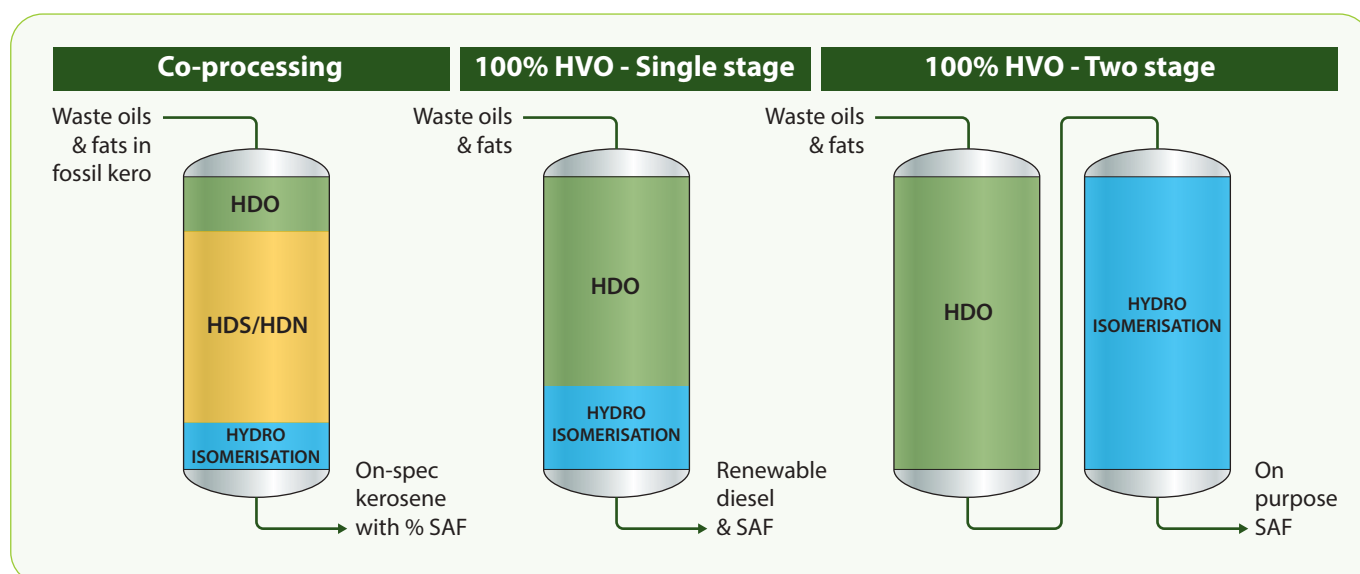 Co-processing
Waste oils
& fats in
fossil kero
HDO
HDS/HDN
HYDRO
ISOMERISATION
On-spec
kerosene
with % SAF
100% HVO - Single stage
Waste oils
& fats
HDO
HYDRO
ISOMERISATION
Renewable
diesel
& SAF
100% HVO - Two stage
Waste oils
& fats
HDO
HYDRO
ISOMERISATION
On
purpose
SAF